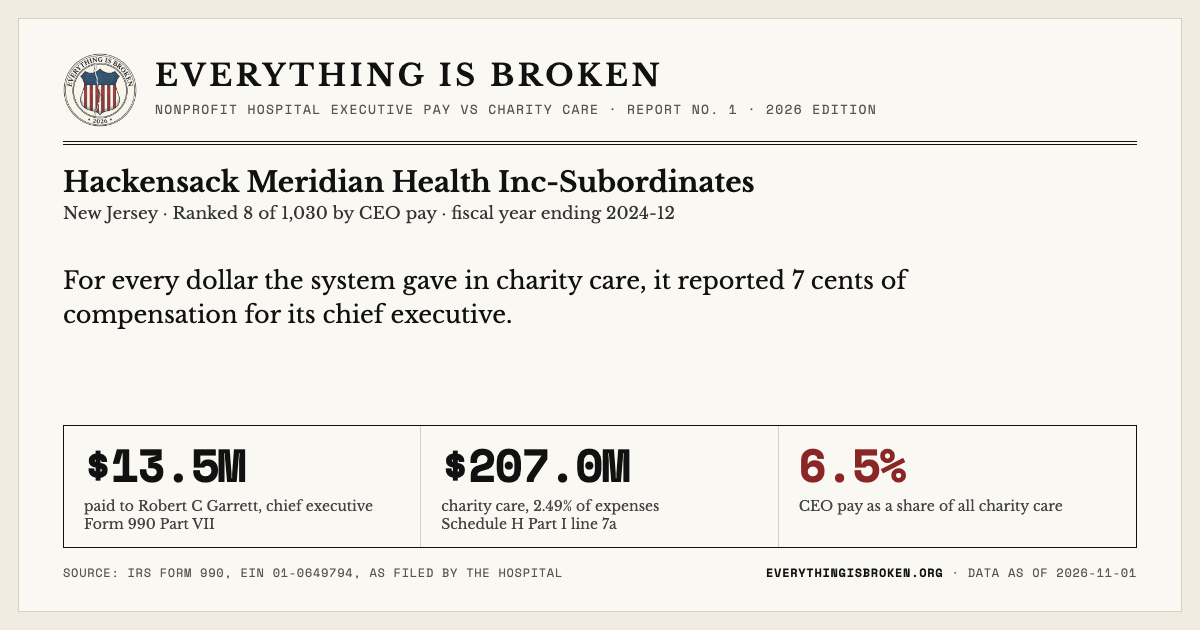 EVERYTHING IS BROKEN
· 2026 ·
EVERYTHING IS BROKEN
NONPROFIT HOSPITAL EXECUTIVE PAY VS CHARITY CARE · REPORT NO. 1 · 2026 EDITION
Hackensack Meridian Health Inc-Subordinates
New Jersey · Ranked 8 of 1,030 by CEO pay · fiscal year ending 2024-12
For every dollar the system gave in charity care, it reported 7 cents of
compensation for its chief executive.
$13.5M
paid to Robert C Garrett, chief executive
Form 990 Part VII
$207.0M
charity care, 2.49% of expenses
Schedule H Part I line 7a
6.5%
CEO pay as a share of all charity care
SOURCE: IRS FORM 990, EIN 01-0649794, AS FILED BY THE HOSPITAL
EVERYTHINGISBROKEN.ORG · DATA AS OF 2026-11-01